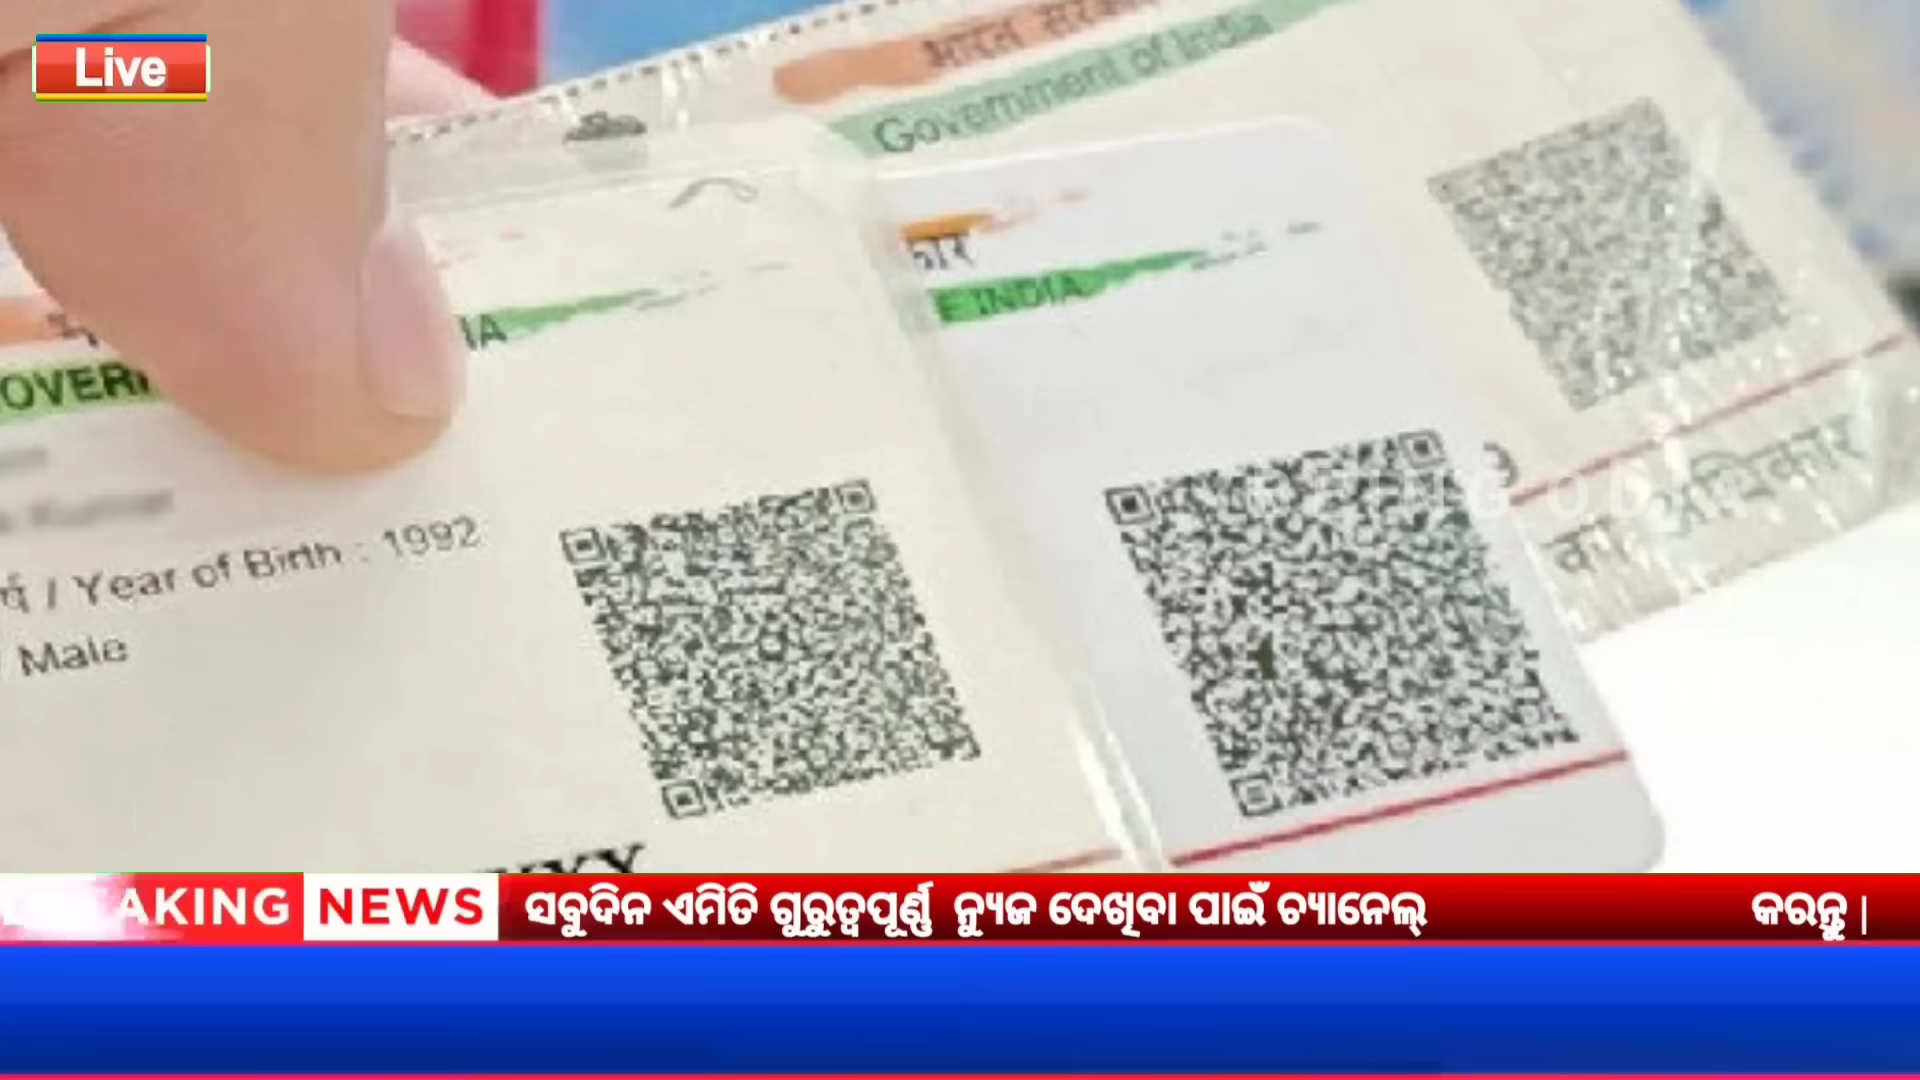 Live
भारत सरकार
Government of India
कार
E INDIA
IA
OVERN
र्ष / Year of Birth : 1992
/ Male
का अधिकार
AKING NEWS
ସବୁଦିନ ଏମିତି ଗୁରୁତ୍ୱପୂର୍ଣ୍ଣ ନ୍ୟୁଜ ଦେଖିବା ପାଇଁ ଚ୍ୟାନେଲ୍ କରନ୍ତୁ |